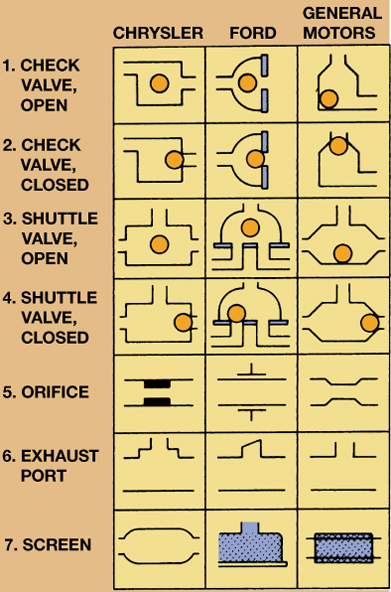 CHRYSLER FORD GENERAL
MOTORS
1. CHECK
VALVE,
OPEN
2. CHECK
VALVE,
CLOSED
3. SHUTTLE
VALVE,
OPEN
4. SHUTTLE
VALVE,
CLOSED
5. ORIFICE
6. EXHAUST
PORT
7. SCREEN